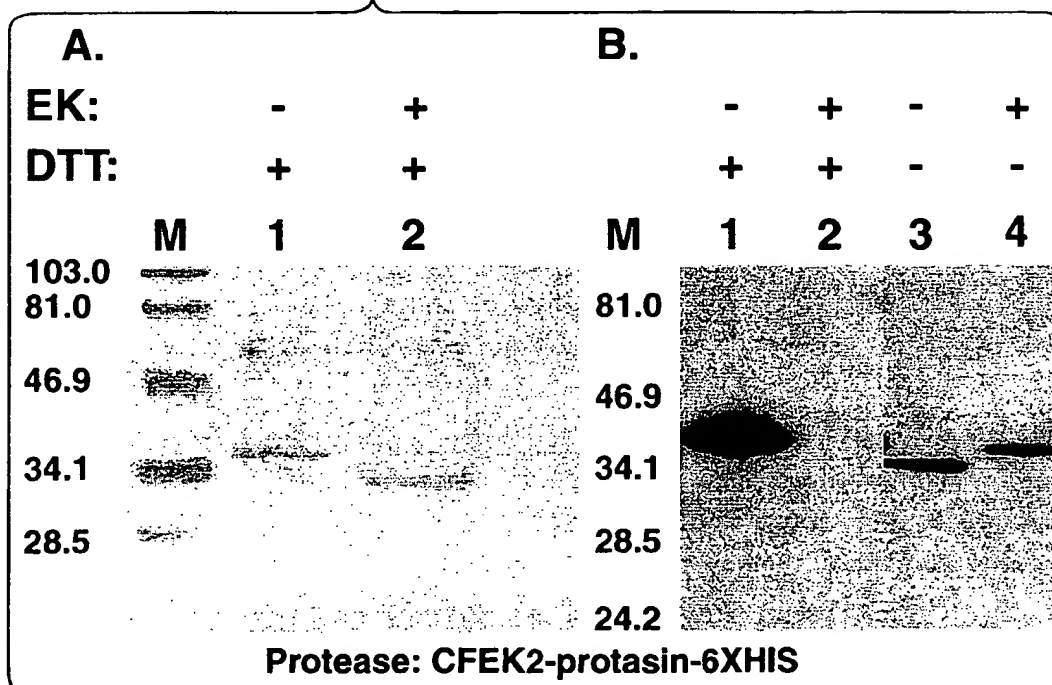 A. B.
EK: - + - + - +
DTT: + + + + - -
M 1 2 M 1 2 3 4
103.0
81.0 81.0
46.9 46.9
34.1 34.1
28.5 28.5
24.2
Protease: CFEK2-protasin-6XHIS